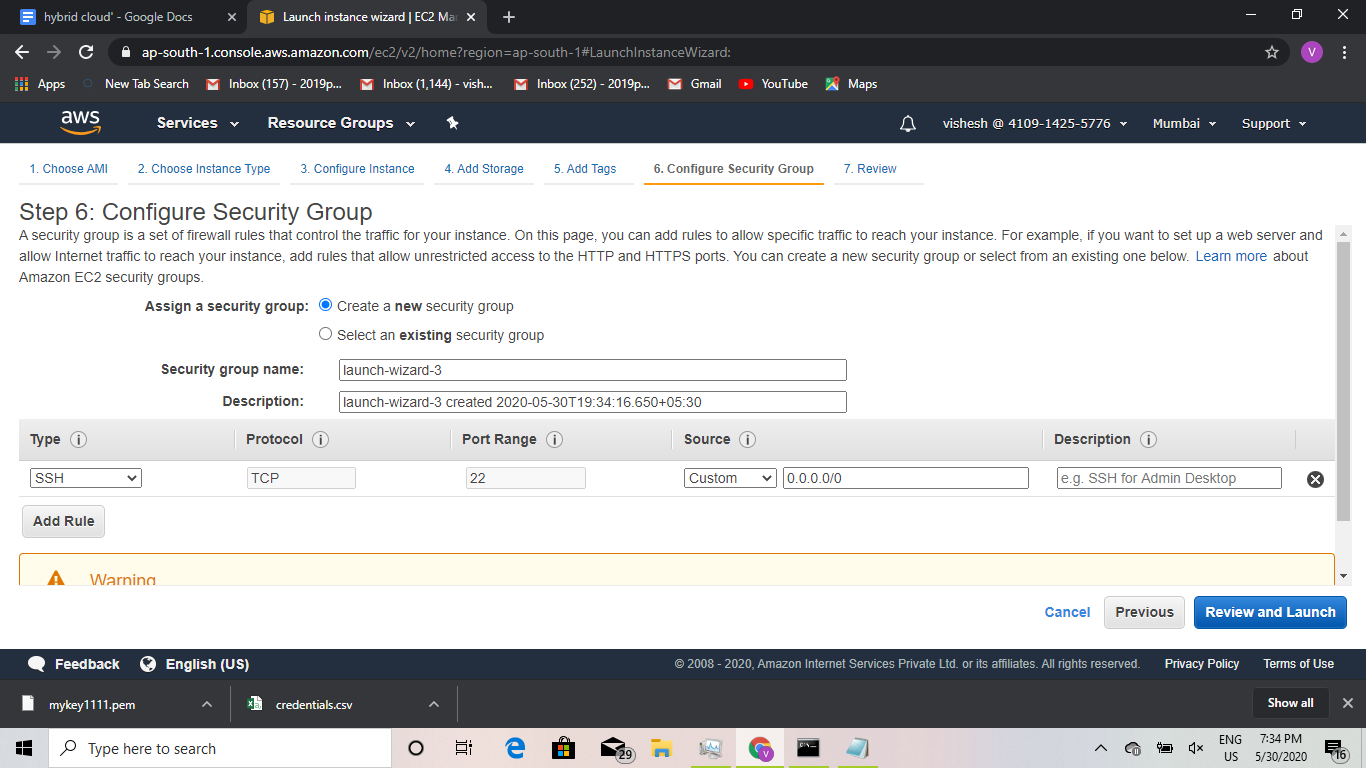 hybrid cloud' - Google Docs
Launch instance wizard | EC2 Mar
ap-south-1.console.aws.amazon.com/ec2/v2/home?region=ap-south-1#LaunchInstanceWizard:
V
Apps
New Tab Search
Inbox (157) - 2019p...
Inbox (1,144) - vish...
Inbox (252) - 2019p...
Gmail
YouTube
Maps
aws
Services
Resource Groups
vishesh @ 4109-1425-5776
Mumbai
Support
1. Choose AMI
2. Choose Instance Type
3. Configure Instance
4. Add Storage
5. Add Tags
6. Configure Security Group
7. Review
Step 6: Configure Security Group
A security group is a set of firewall rules that control the traffic for your instance. On this page, you can add rules to allow specific traffic to reach your instance. For example, if you want to set up a web server and
allow Internet traffic to reach your instance, add rules that allow unrestricted access to the HTTP and HTTPS ports. You can create a new security group or select from an existing one below. Learn more about
Amazon EC2 security groups.
Assign a security group: Create a new security group
Select an existing security group
Security group name: launch-wizard-3
Description: launch-wizard-3 created 2020-05-30T19:34:16.650+05:30
Type i Protocol i Port Range i Source i Description i
SSH TCP 22 Custom 0.0.0.0/0 e.g. SSH for Admin Desktop
Add Rule
Warning
Cancel Previous Review and Launch
Feedback English (US)
© 2008 - 2020, Amazon Internet Services Private Ltd. or its affiliates. All rights reserved. Privacy Policy Terms of Use
mykey1111.pem
credentials.csv
Show all
Type here to search
29
V
ENG
US
7:34 PM
5/30/2020
16